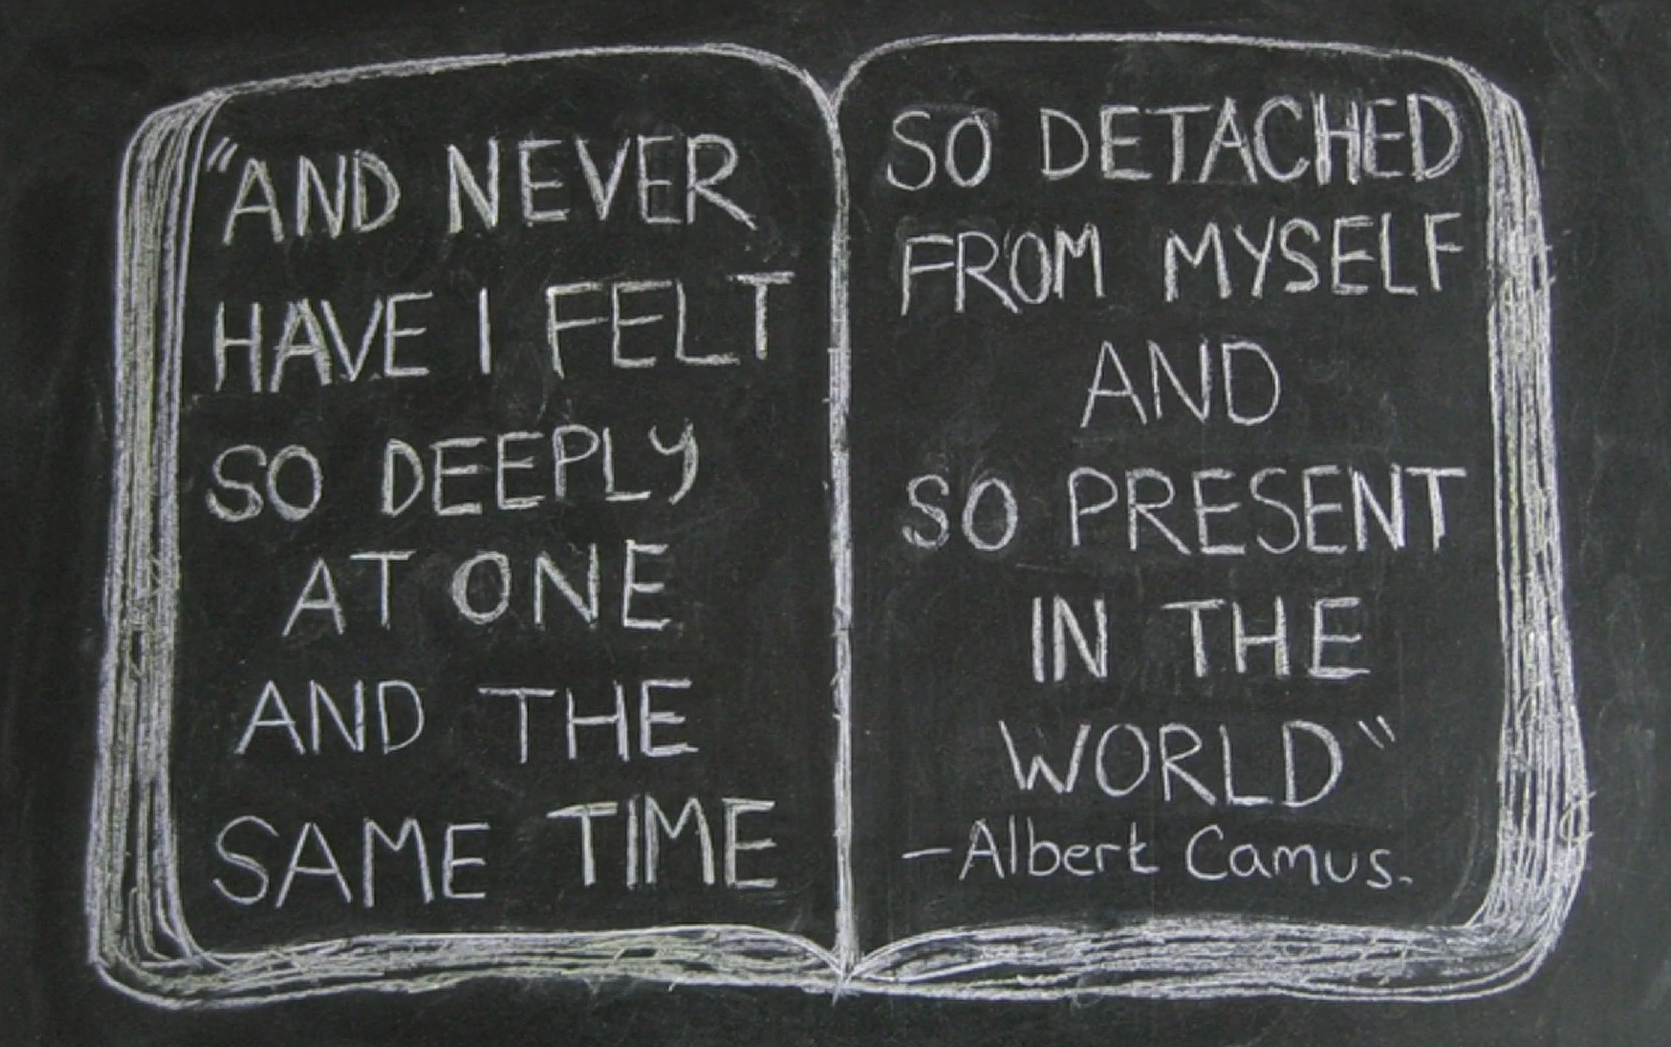 "AND NEVER
HAVE I FELT
SO DEEPLY
AT ONE
AND THE
SAME TIME
SO DETACHED
FROM MYSELF
AND
SO PRESENT
IN THE
WORLD"
-Albert Camus.